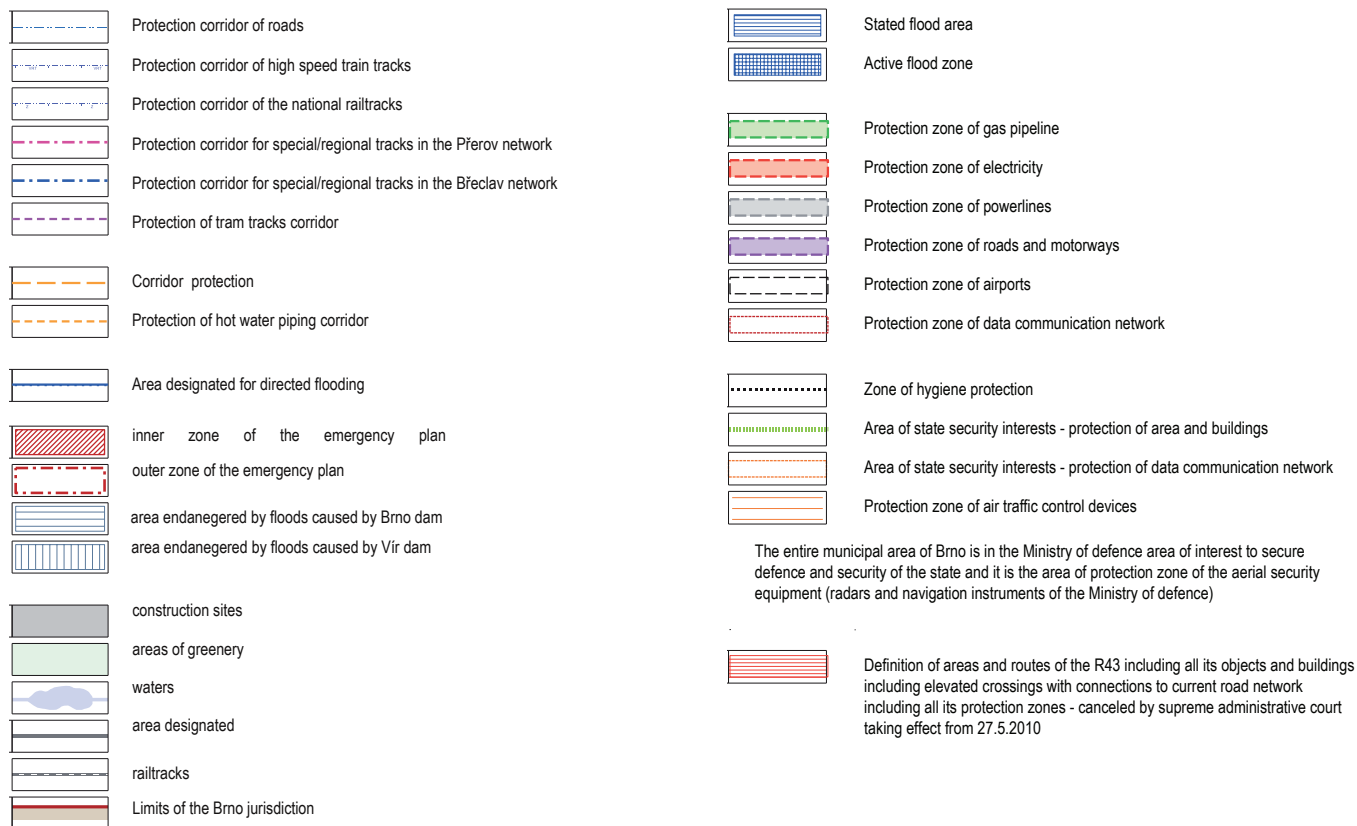 Protection corridor of roads
Protection corridor of high speed train tracks
Protection corridor of the national railtracks
Protection corridor for special/regional tracks in the Přerov network
Protection corridor for special/regional tracks in the Břeclav network
Protection of tram tracks corridor
Corridor protection
Protection of hot water piping corridor
Area designated for directed flooding
inner zone of the emergency plan
outer zone of the emergency plan
area endanegered by floods caused by Brno dam
area endanegered by floods caused by Vír dam
construction sites
areas of greenery
waters
area designated
railtracks
Limits of the Brno jurisdiction
Stated flood area
Active flood zone
Protection zone of gas pipeline
Protection zone of electricity
Protection zone of powerlines
Protection zone of roads and motorways
Protection zone of airports
Protection zone of data communication network
Zone of hygiene protection
Area of state security interests - protection of area and buildings
Area of state security interests - protection of data communication network
Protection zone of air traffic control devices
The entire municipal area of Brno is in the Ministry of defence area of interest to secure
defence and security of the state and it is the area of protection zone of the aerial security
equipment (radars and navigation instruments of the Ministry of defence)
Definition of areas and routes of the R43 including all its objects and buildings
including elevated crossings with connections to current road network
including all its protection zones - canceled by supreme administrative court
taking effect from 27.5.2010